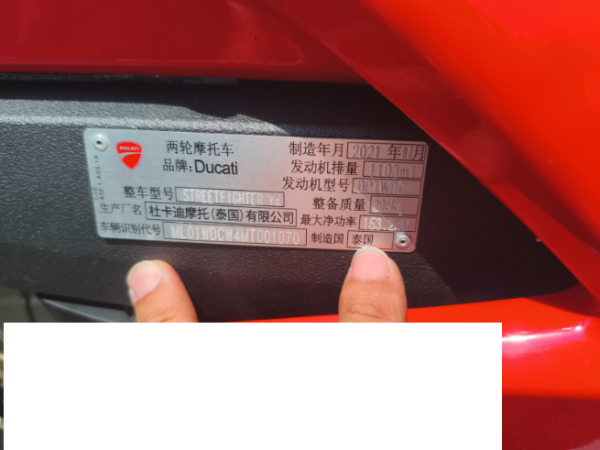 DUCATI
两轮摩托车
品牌:Ducati
制造年月 2021 年 月
发动机排量 1103ml
发动机型号
整车型号 STREETFIGHTER V4
整备质量
生产厂名 杜卡迪摩托(泰国)有限公司
最大净功率 153
车辆识别代号 ML01WDCW4MT001070
制造国 泰国